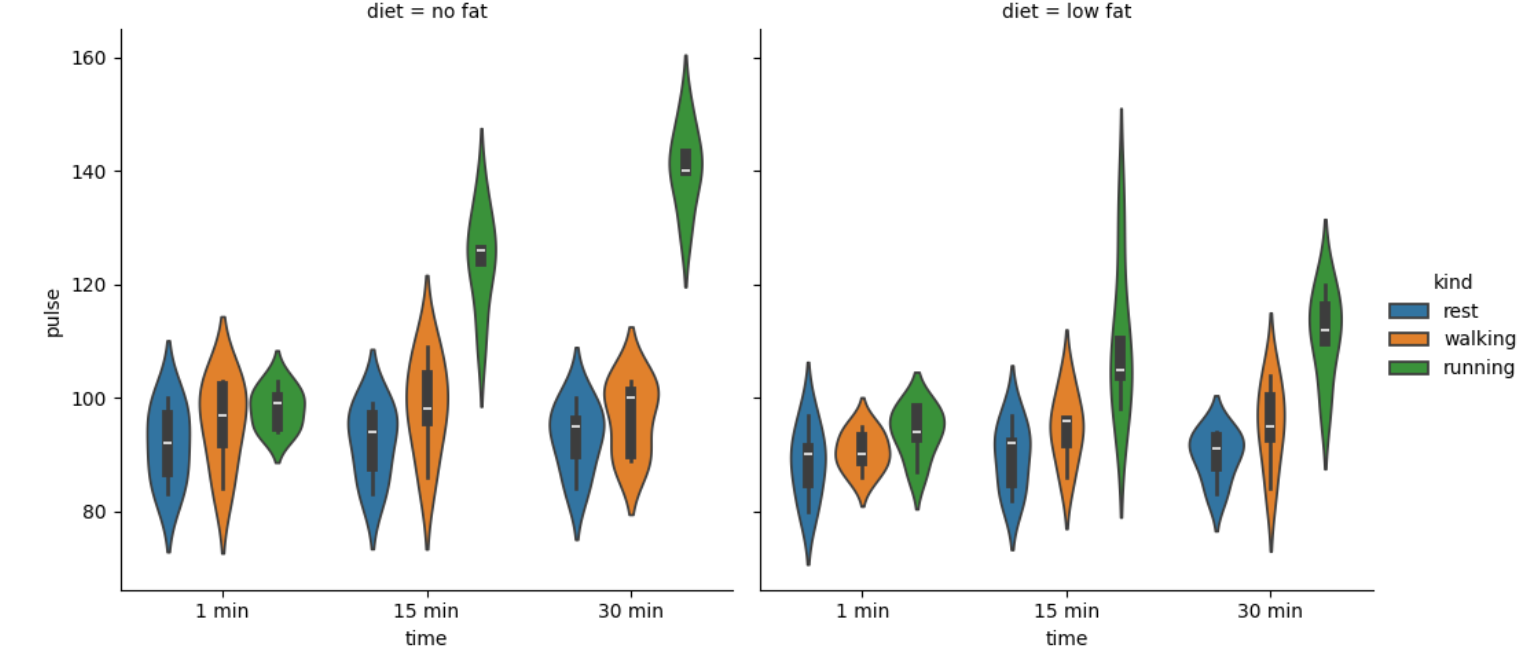 diet = no fat
diet = low fat
160
140
120
100
80
pulse
1 min
15 min
30 min
time
1 min
15 min
30 min
time
kind
rest
walking
running